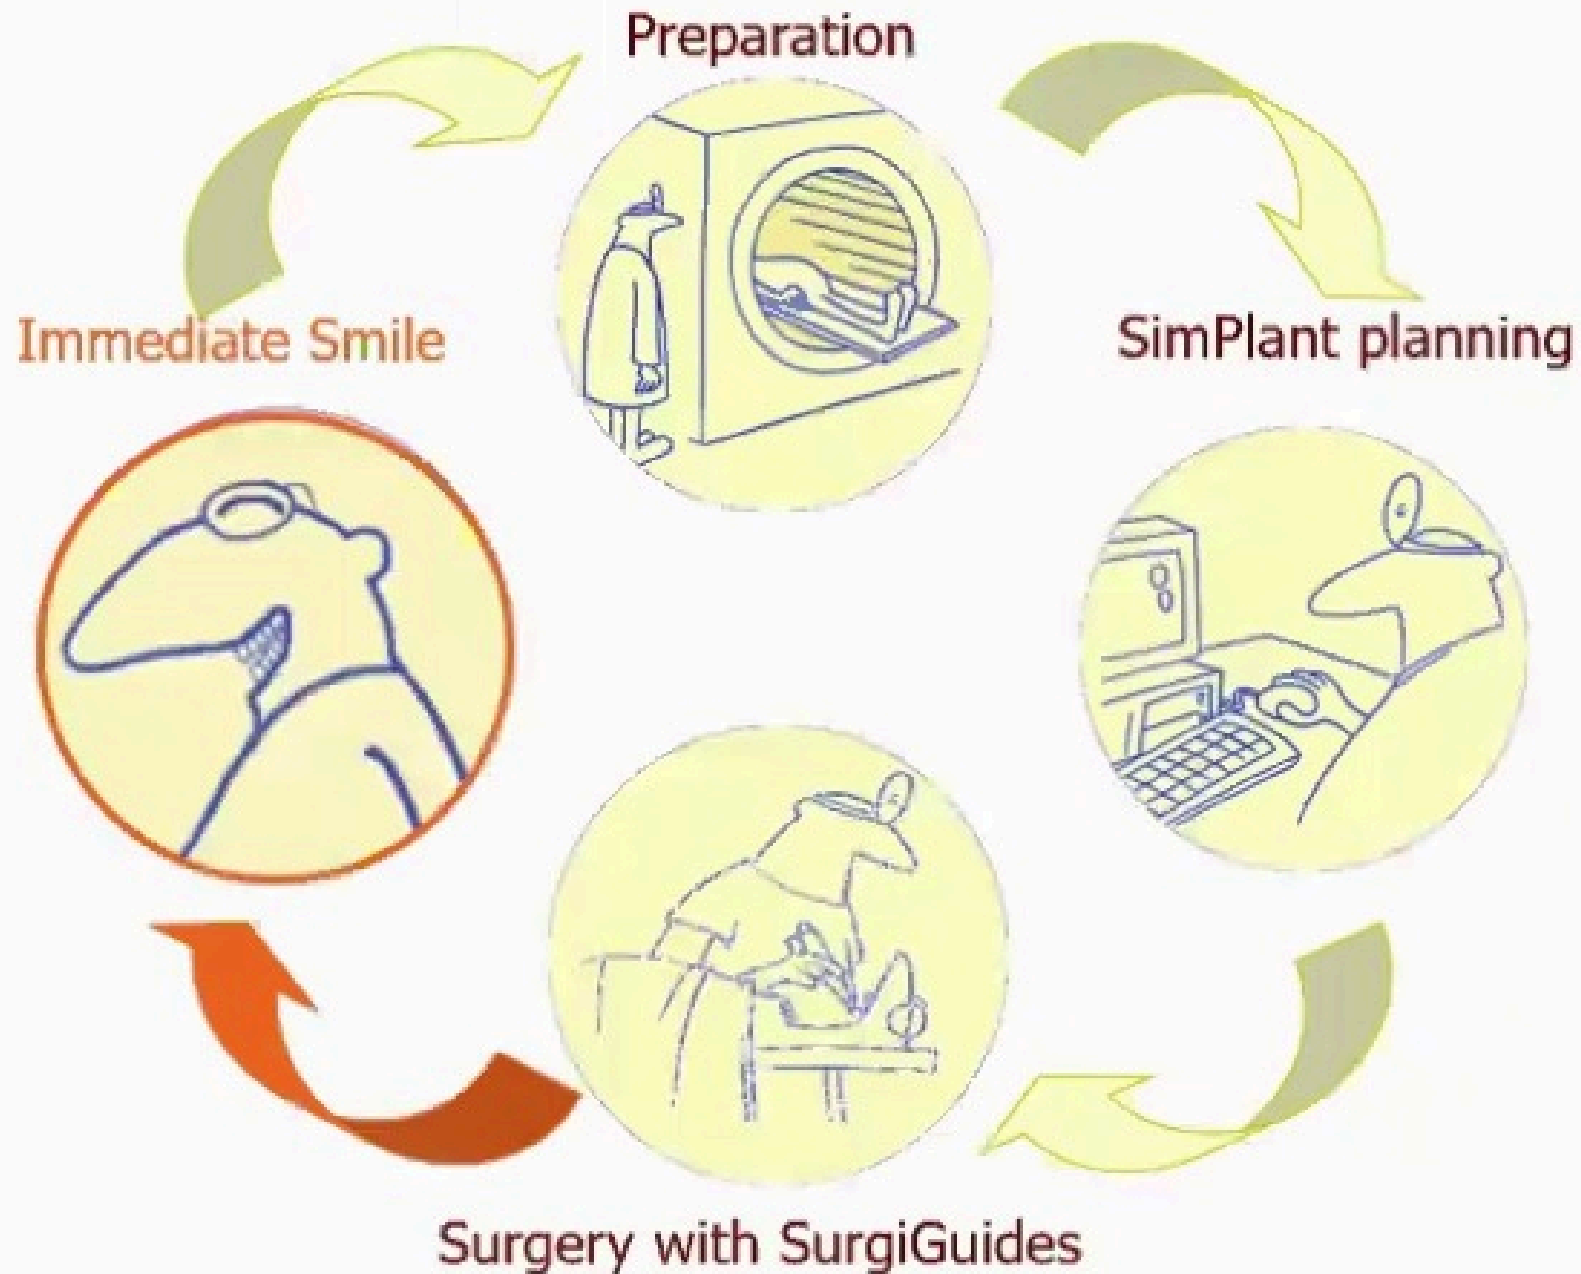 Preparation
Immediate Smile
SimPlant planning
Surgery with SurgiGuides